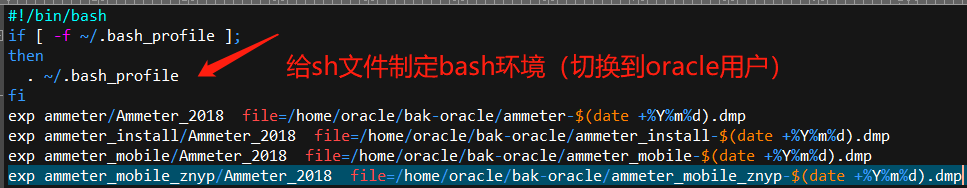 #!/bin/bash
if [ -f ~/.bash_profile ];
then
  . ~/.bash_profile
给sh文件制定bash环境（切换到oracle用户）
fi
exp ammeter/Ammeter_2018  file=/home/oracle/bak-oracle/ammeter-$(date +%Y%m%d).dmp
exp ammeter_install/Ammeter_2018  file=/home/oracle/bak-oracle/ammeter_install-$(date +%Y%m%d).dmp
exp ammeter_mobile/Ammeter_2018  file=/home/oracle/bak-oracle/ammeter_mobile-$(date +%Y%m%d).dmp
exp ammeter_mobile_znyp/Ammeter_2018  file=/home/oracle/bak-oracle/ammeter_mobile_znyp-$(date +%Y%m%d).dmp